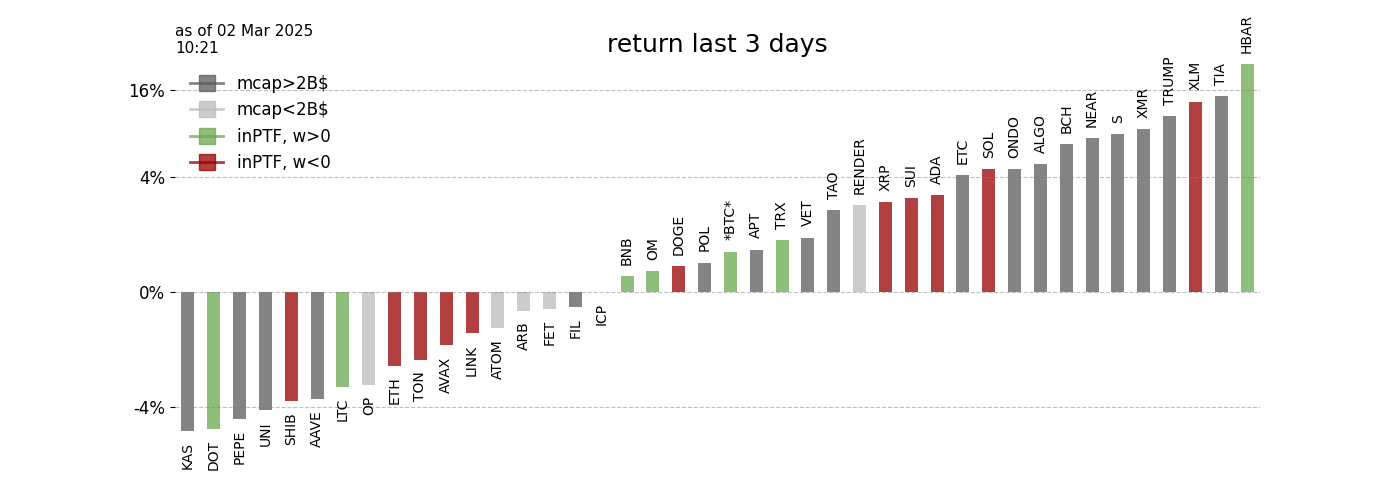 as of 02 Mar 2025
10:21
return last 3 days
mcap>2B$
mcap<2B$
inPTF, w>0
inPTF, w<0
16%
4%
0%
-4%
KAS
DOT
PEPE
UNI
SHIB
AAVE
LTC
OP
ETH
TON
AVAX
LINK
ATOM
ARB
FET
FIL
ICP
BNB
OM
DOGE
POL
*BTC*
APT
TRX
VET
TAO
RENDER
XRP
SUI
ADA
ETC
SOL
ONDO
ALGO
BCH
NEAR
S
XMR
TRUMP
XLM
TIA
HBAR